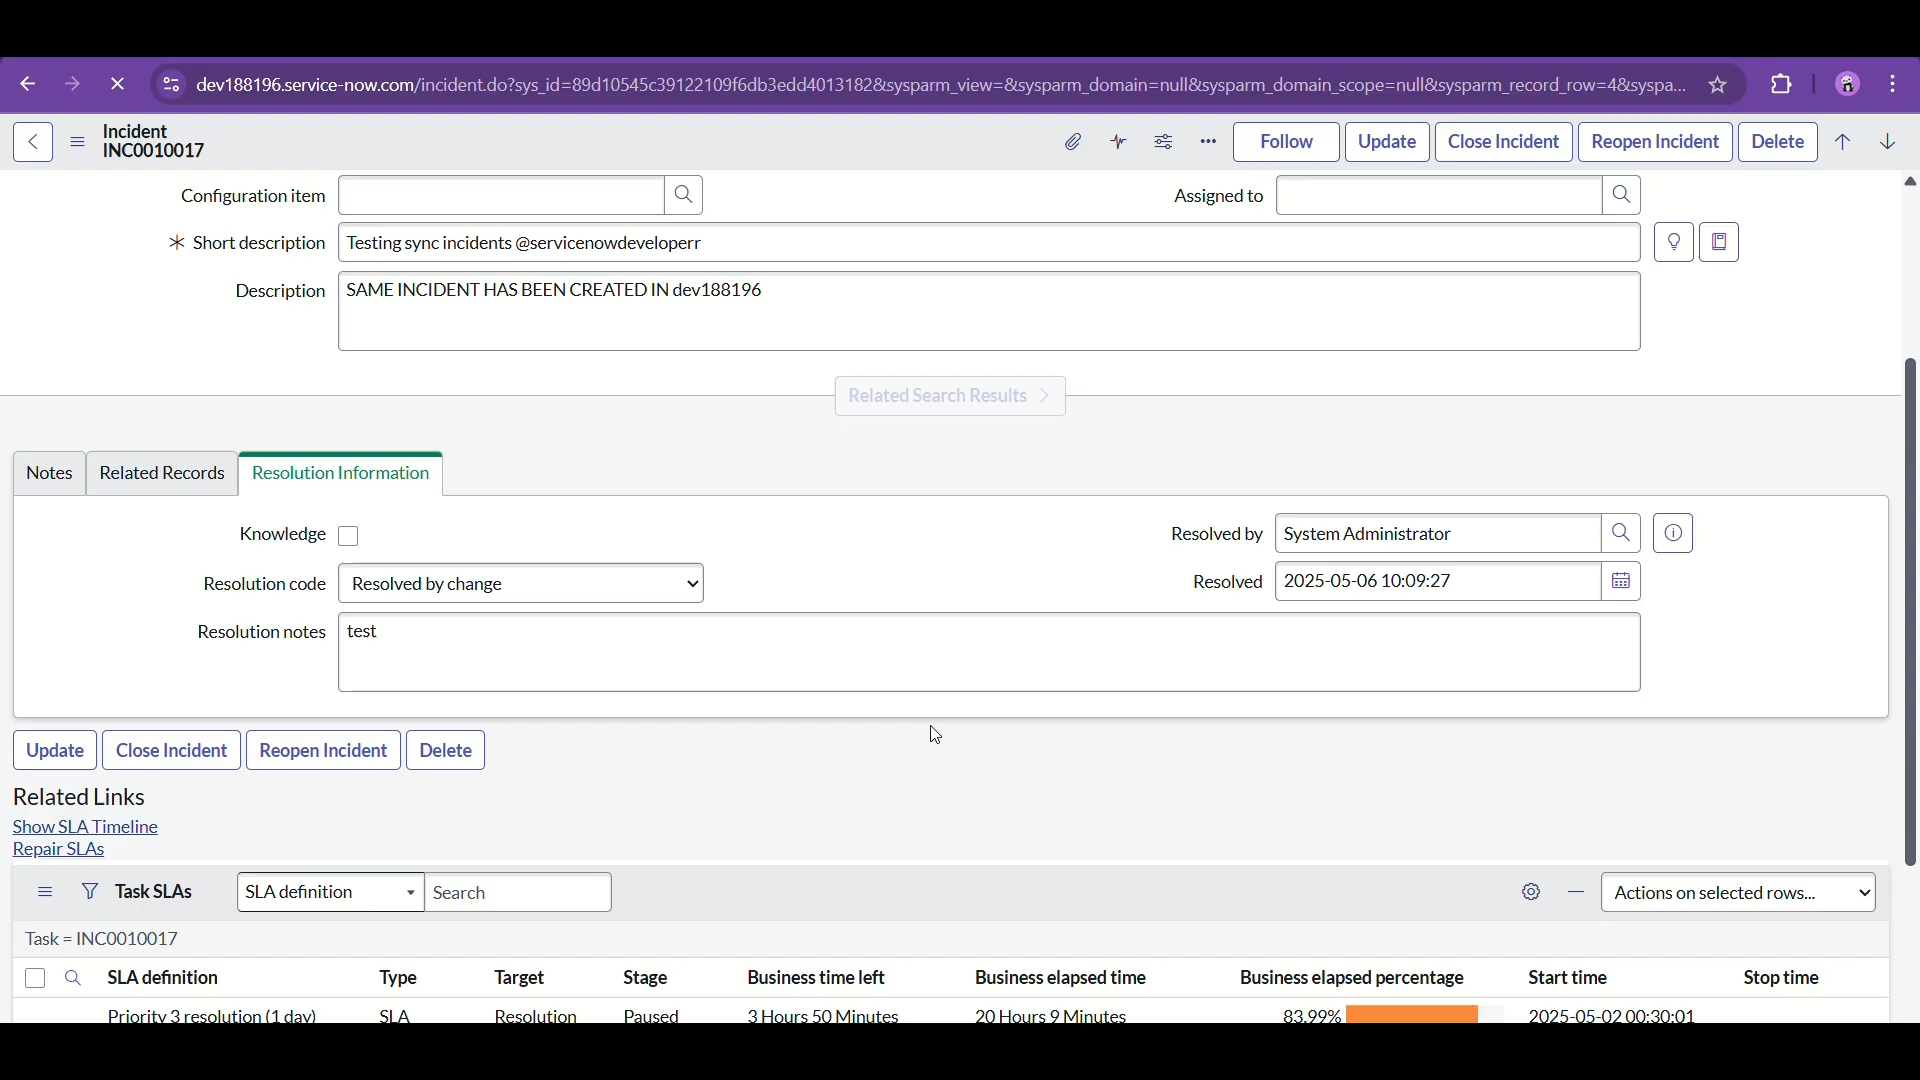 dev188196.service-now.com/incident.do?sys_id=89d10545c39122109f6db3edd4013182&sysparm_view=&sysparm_domain=null&sysparm_domain_scope=null&sysparm_record_row=4&syspa...
Incident
INC0010017
Follow
Update
Close Incident
Reopen Incident
Delete
Configuration item
Assigned to
Short description
Testing sync incidents @servicenowdeveloperr
Description
SAME INCIDENT HAS BEEN CREATED IN dev188196
Related Search Results
Notes
Related Records
Resolution Information
Knowledge
Resolved by
System Administrator
Resolution code
Resolved by change
Resolved
2025-05-06 10:09:27
Resolution notes
test
Update
Close Incident
Reopen Incident
Delete
Related Links
Show SLA Timeline
Repair SLAs
Task SLAs
SLA definition
Search
Actions on selected rows...
Task = INC0010017
SLA definition
Type
Target
Stage
Business time left
Business elapsed time
Business elapsed percentage
Start time
Stop time
Priority 3 resolution (1 day)
SLA
Resolution
Paused
3 Hours 50 Minutes
20 Hours 9 Minutes
83.99%
2025-05-02 00:30:01